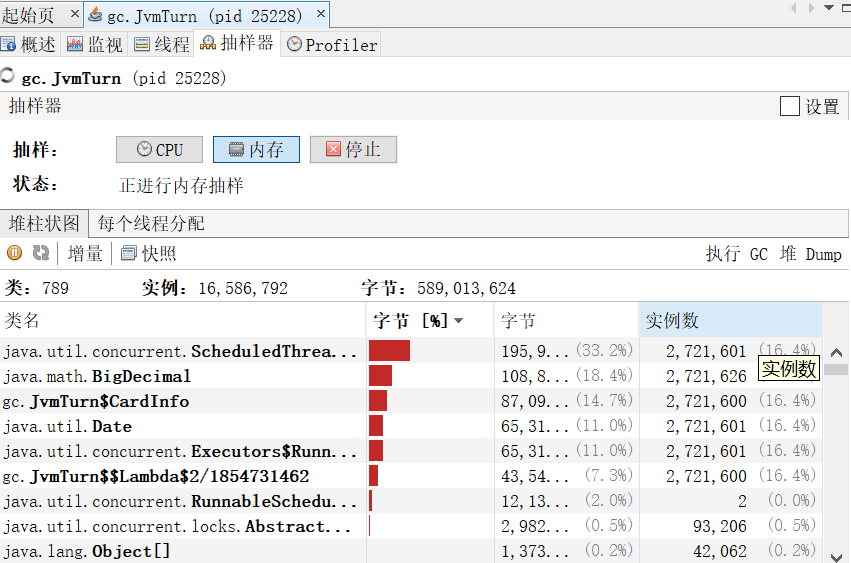 起始页 × gc.JvmTurn (pid 25228) ×
概述 监视 线程 抽样器 Profiler
gc.JvmTurn (pid 25228)
抽样器 设置
抽样： CPU 内存 停止
状态： 正进行内存抽样
堆柱状图 每个线程分配
增量 快照 执行 GC 堆 Dump
类： 789 实例： 16,586,792 字节： 589,013,624
类名 字节 [%] 字节 实例数
java.util.concurrent.ScheduledThrea... 195,9... (33.2%) 2,721,601 (16.4%)
实例数
java.math.BigDecimal 108,8... (18.4%) 2,721,626
gc.JvmTurn$CardInfo 87,09... (14.7%) 2,721,600 (16.4%)
java.util.Date 65,31... (11.0%) 2,721,601 (16.4%)
java.util.concurrent.Executors$Runn... 65,31... (11.0%) 2,721,601 (16.4%)
gc.JvmTurn$$Lambda$2/1854731462 43,54... (7.3%) 2,721,600 (16.4%)
java.util.concurrent.RunnableSchedu... 12,13... (2.0%) 2 (0.0%)
java.util.concurrent.locks.Abstract... 2,982... (0.5%) 93,206 (0.5%)
java.lang.Object[] 1,373... (0.2%) 42,062 (0.2%)